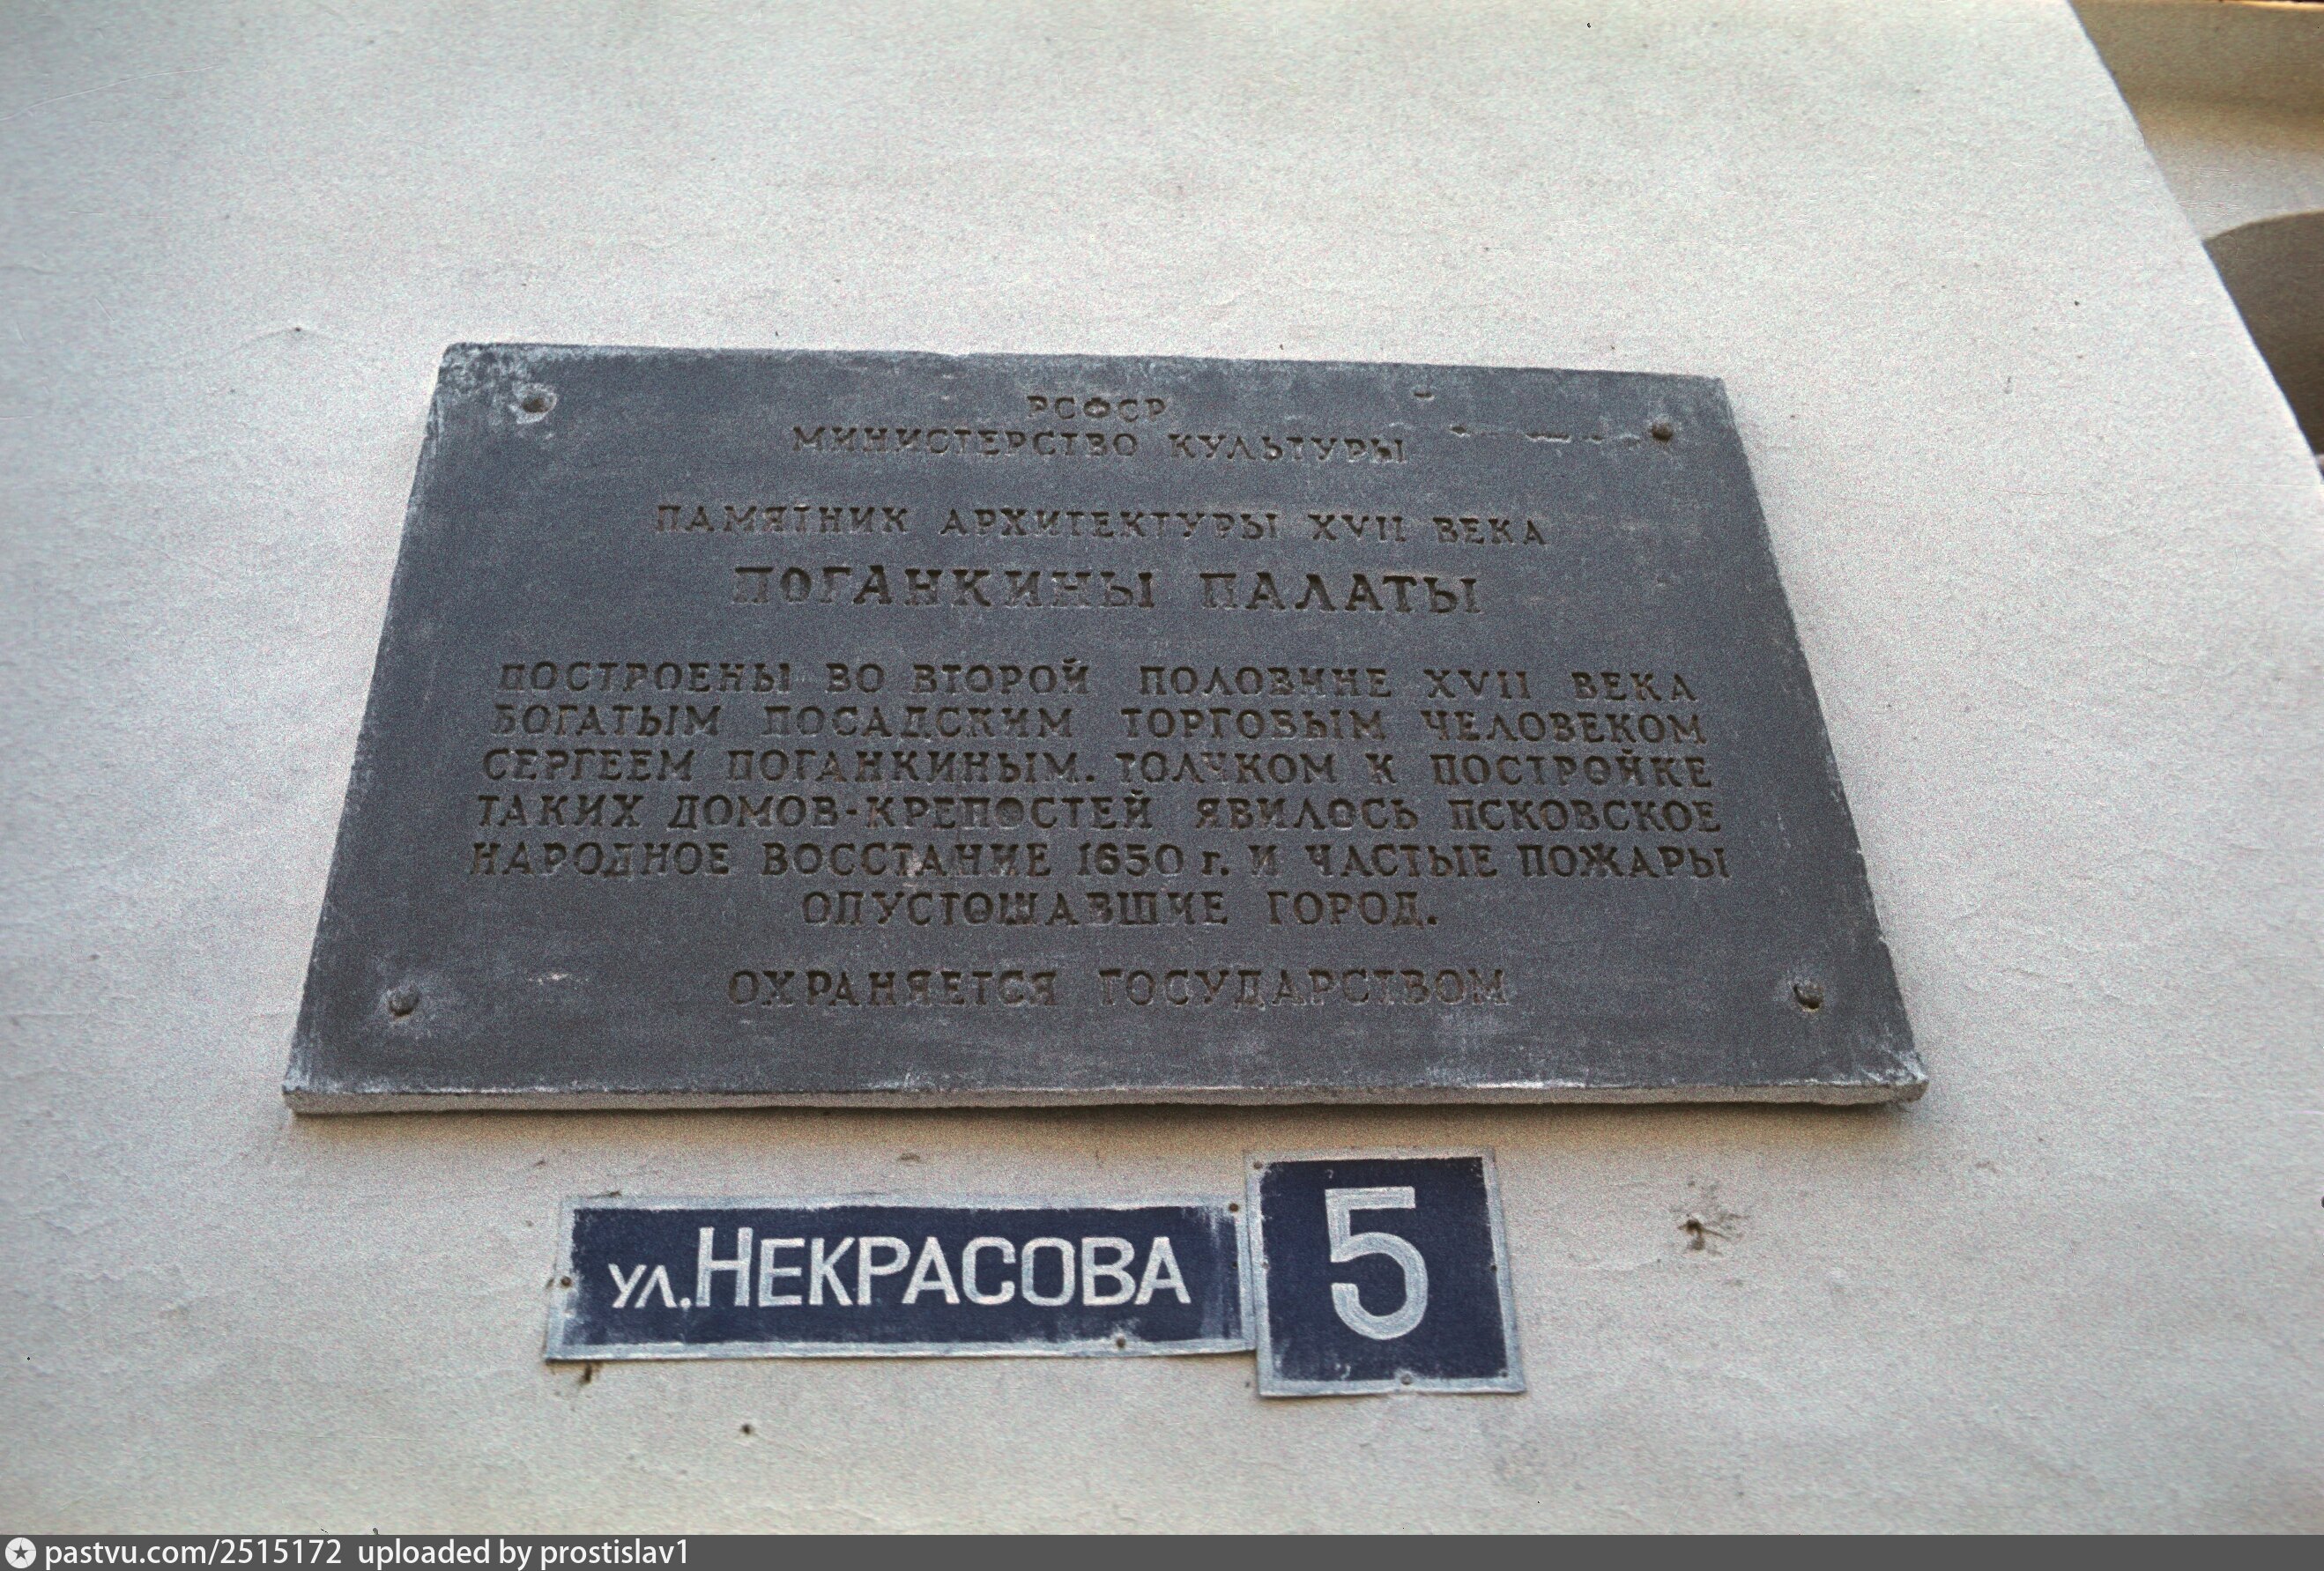 РСФСР
МИНИСТЕРСТВО КУЛЬТУРЫ
ПАМЯТНИК АРХИТЕКТУРЫ XVII ВЕКА
ПОГАНКИНЫ ПАЛАТЫ
ПОСТРОЕНЫ ВО ВТОРОЙ ПОЛОВИНЕ XVII ВЕКА
БОГАТЫМ ПОСАДСКИМ ТОРГОВЫМ ЧЕЛОВЕКОМ
СЕРГЕЕМ ПОГАНКИНЫМ. ТОЛЧКОМ К ПОСТРОЙКЕ
ТАКИХ ДОМОВ-КРЕПОСТЕЙ ЯВИЛОСЬ ПСКОВСКОЕ
НАРОДНОЕ ВОССТАНИЕ 1650 г. И ЧАСТЫЕ ПОЖАРЫ
ОПУСТОШАВШИЕ ГОРОД.
ОХРАНЯЕТСЯ ГОСУДАРСТВОМ
ул. НЕКРАСОВА 5
pastvu.com/2515172 uploaded by prostislav1